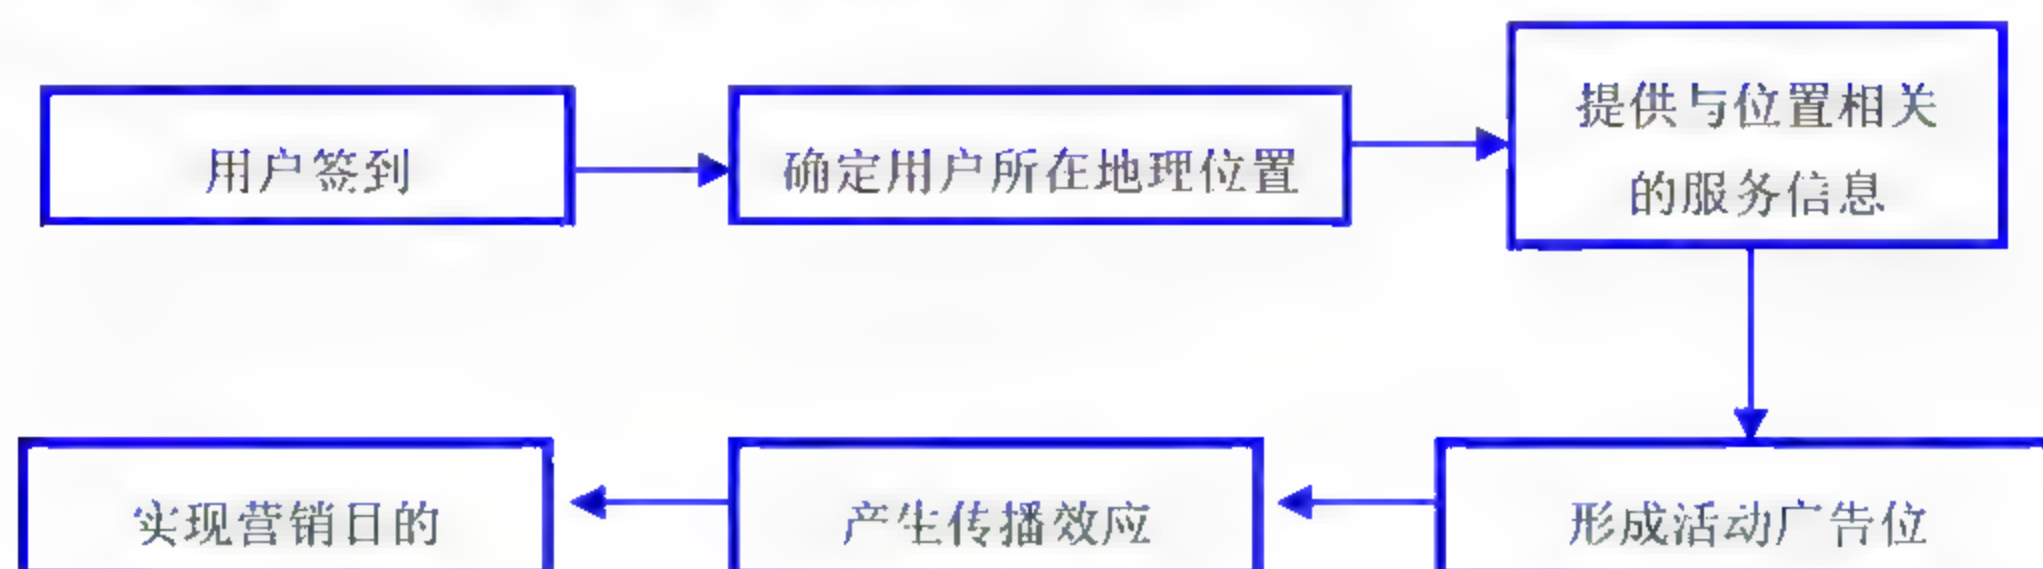 用户签到
确定用户所在地理位置
提供与位置相关
的服务信息
形成活动广告位
产生传播效应
实现营销目的